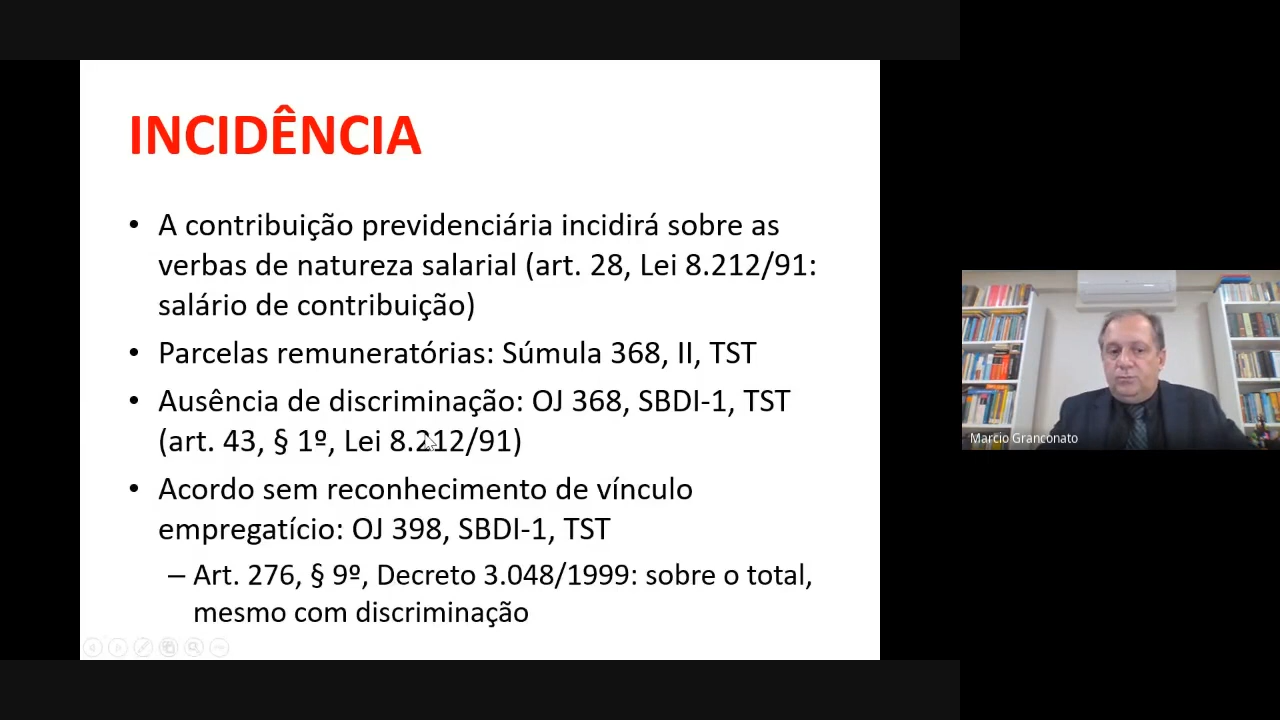 INCIDÊNCIA
• A contribuição previdenciária incidirá sobre as
verbas de natureza salarial (art. 28, Lei 8.212/91:
salário de contribuição)
• Parcelas remuneratórias: Súmula 368, II, TST
• Ausência de discriminação: OJ 368, SBDI-1, TST
(art. 43, § 1º, Lei 8.212/91)
• Acordo sem reconhecimento de vínculo
empregatício: OJ 398, SBDI-1, TST
– Art. 276, § 9º, Decreto 3.048/1999: sobre o total,
mesmo com discriminação
Marcio Granconato